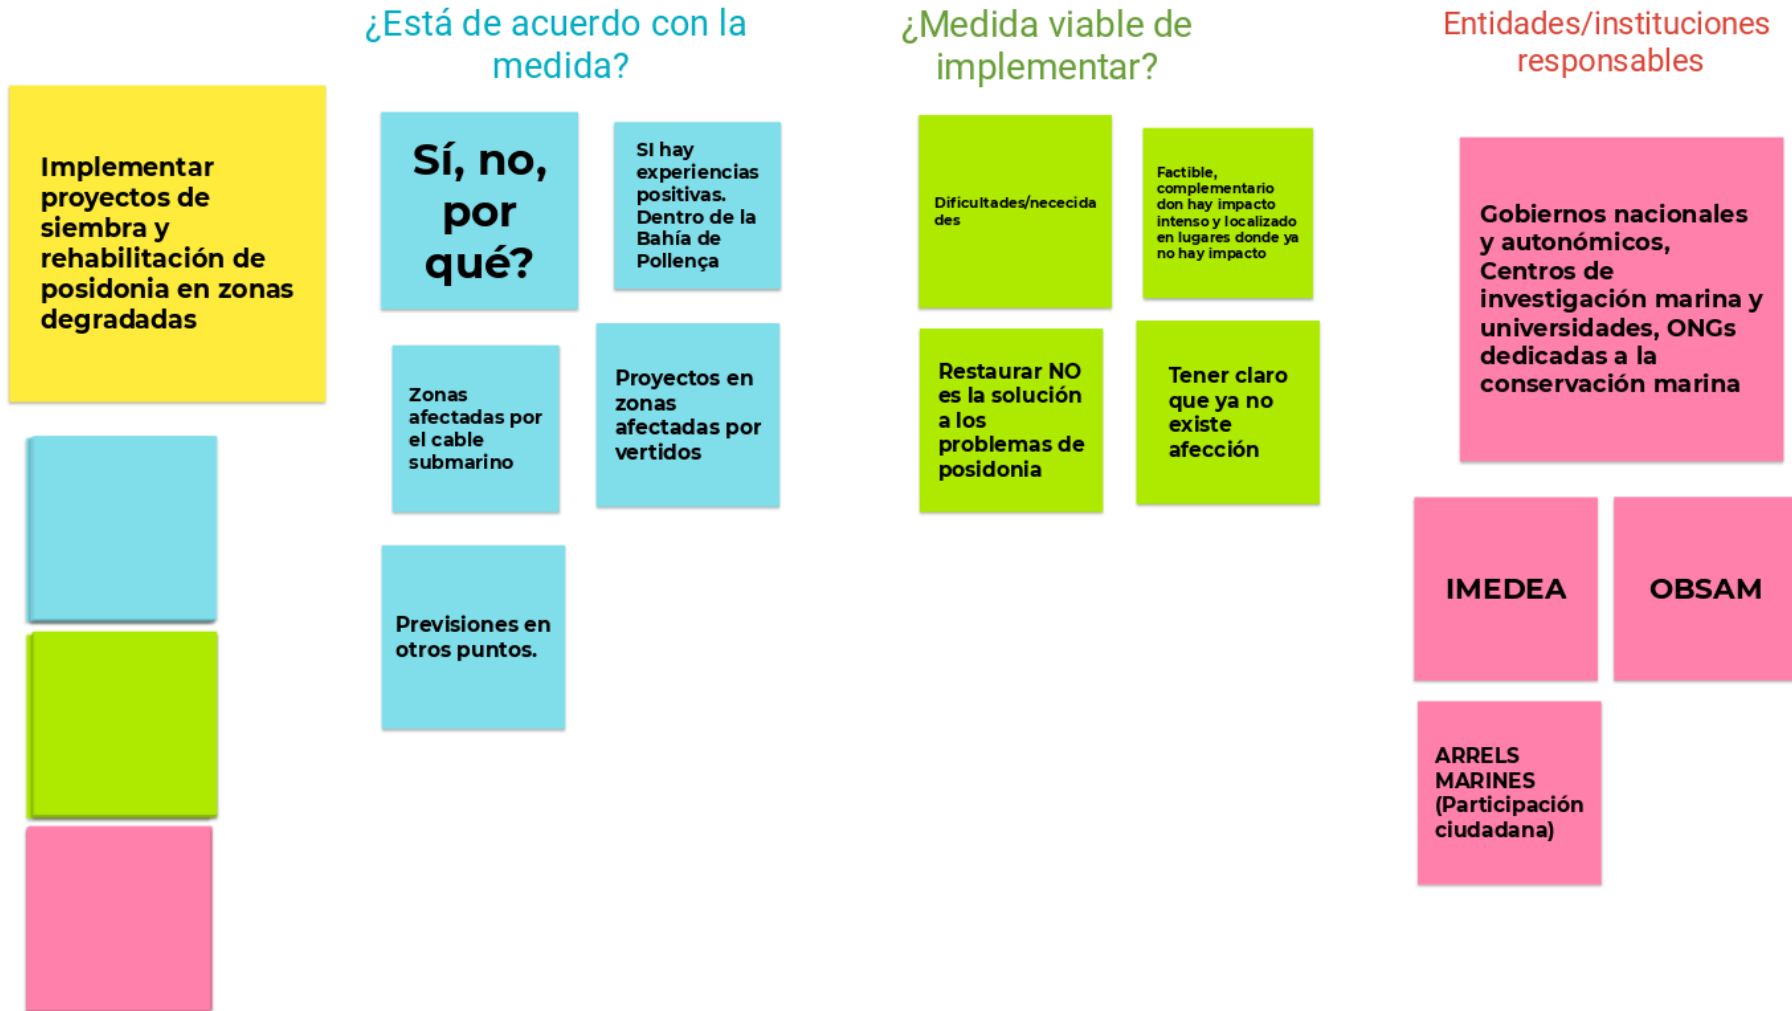 ¿Está de acuerdo con la
medida?
¿Medida viable de
implementar?
Entidades/instituciones
responsables
Implementar
proyectos de
siembra y
rehabilitación de
posidonia en zonas
degradadas
Sí, no,
por
qué?
SI hay
experiencias
positivas.
Dentro de la
Bahía de
Pollença
Zonas
afectadas por
el cable
submarino
Proyectos en
zonas
afectadas por
vertidos
Previsiones en
otros puntos.
Dificultades/nececida
des
Factible,
complementario
don hay impacto
intenso y localizado
en lugares donde ya
no hay impacto
Restaurar NO
es la solución
a los
problemas de
posidonia
Tener claro
que ya no
existe
afección
Gobiernos nacionales
y autonómicos,
Centros de
investigación marina y
universidades, ONGs
dedicadas a la
conservación marina
IMEDEA
OBSAM
ARRELS
MARINES
(Participación
ciudadana)